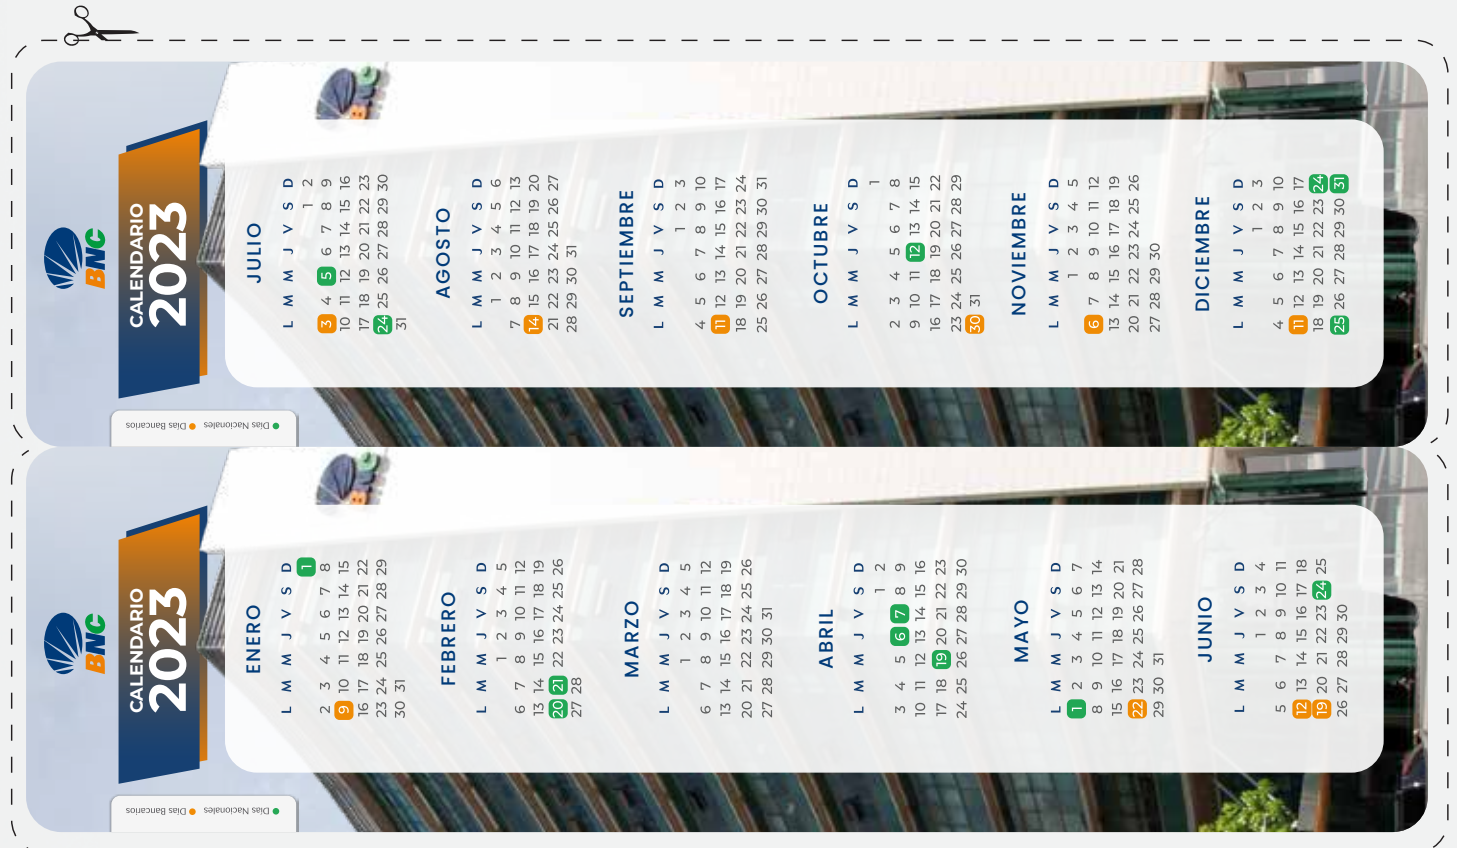 BNC
CALENDARIO
2023
JULIO
L M M J V S D
1 2
3 4 5 6 7 8 9
10 11 12 13 14 15 16
17 18 19 20 21 22 23
24 25 26 27 28 29 30
31
AGOSTO
L M M J V S D
1 2 3 4 5 6
7 8 9 10 11 12 13
14 15 16 17 18 19 20
21 22 23 24 25 26 27
28 29 30 31
SEPTIEMBRE
L M M J V S D
1 2 3
4 5 6 7 8 9 10
11 12 13 14 15 16 17
18 19 20 21 22 23 24
25 26 27 28 29 30 31
OCTUBRE
L M M J V S D
1
2 3 4 5 6 7 8
9 10 11 12 13 14 15
16 17 18 19 20 21 22
23 24 25 26 27 28 29
30 31
NOVIEMBRE
L M M J V S D
1 2 3 4 5
6 7 8 9 10 11 12
13 14 15 16 17 18 19
20 21 22 23 24 25 26
27 28 29 30
DICIEMBRE
L M M J V S D
1 2 3
4 5 6 7 8 9 10
11 12 13 14 15 16 17
18 19 20 21 22 23 24
25 26 27 28 29 30 31
Días Nacionales Días Bancarios
BNC
CALENDARIO
2023
ENERO
L M M J V S D
1
2 3 4 5 6 7 8
9 10 11 12 13 14 15
16 17 18 19 20 21 22
23 24 25 26 27 28 29
30 31
FEBRERO
L M M J V S D
1 2 3 4 5
6 7 8 9 10 11 12
13 14 15 16 17 18 19
20 21 22 23 24 25 26
27 28
MARZO
L M M J V S D
1 2 3 4 5
6 7 8 9 10 11 12
13 14 15 16 17 18 19
20 21 22 23 24 25 26
27 28 29 30 31
ABRIL
L M M J V S D
1 2
3 4 5 6 7 8 9
10 11 12 13 14 15 16
17 18 19 20 21 22 23
24 25 26 27 28 29 30
MAYO
L M M J V S D
1 2 3 4 5 6 7
8 9 10 11 12 13 14
15 16 17 18 19 20 21
22 23 24 25 26 27 28
29 30 31
JUNIO
L M M J V S D
1 2 3 4
5 6 7 8 9 10 11
12 13 14 15 16 17 18
19 20 21 22 23 24 25
26 27 28 29 30
Días Nacionales Días Bancarios